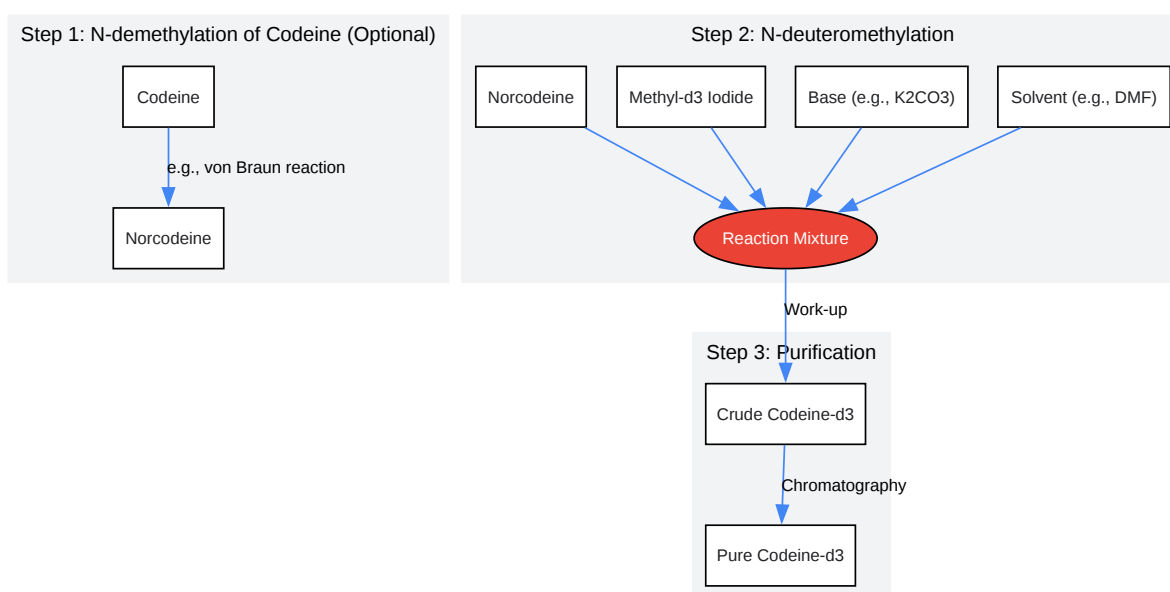 Step 1: N-demethylation of Codeine (Optional)
Codeine
e.g., von Braun reaction
Norcodeine
Step 2: N-deuteromethylation
Norcodeine
Methyl-d3 Iodide
Base (e.g., K2CO3)
Solvent (e.g., DMF)
Reaction Mixture
Work-up
Step 3: Purification
Crude Codeine-d3
Chromatography
Pure Codeine-d3